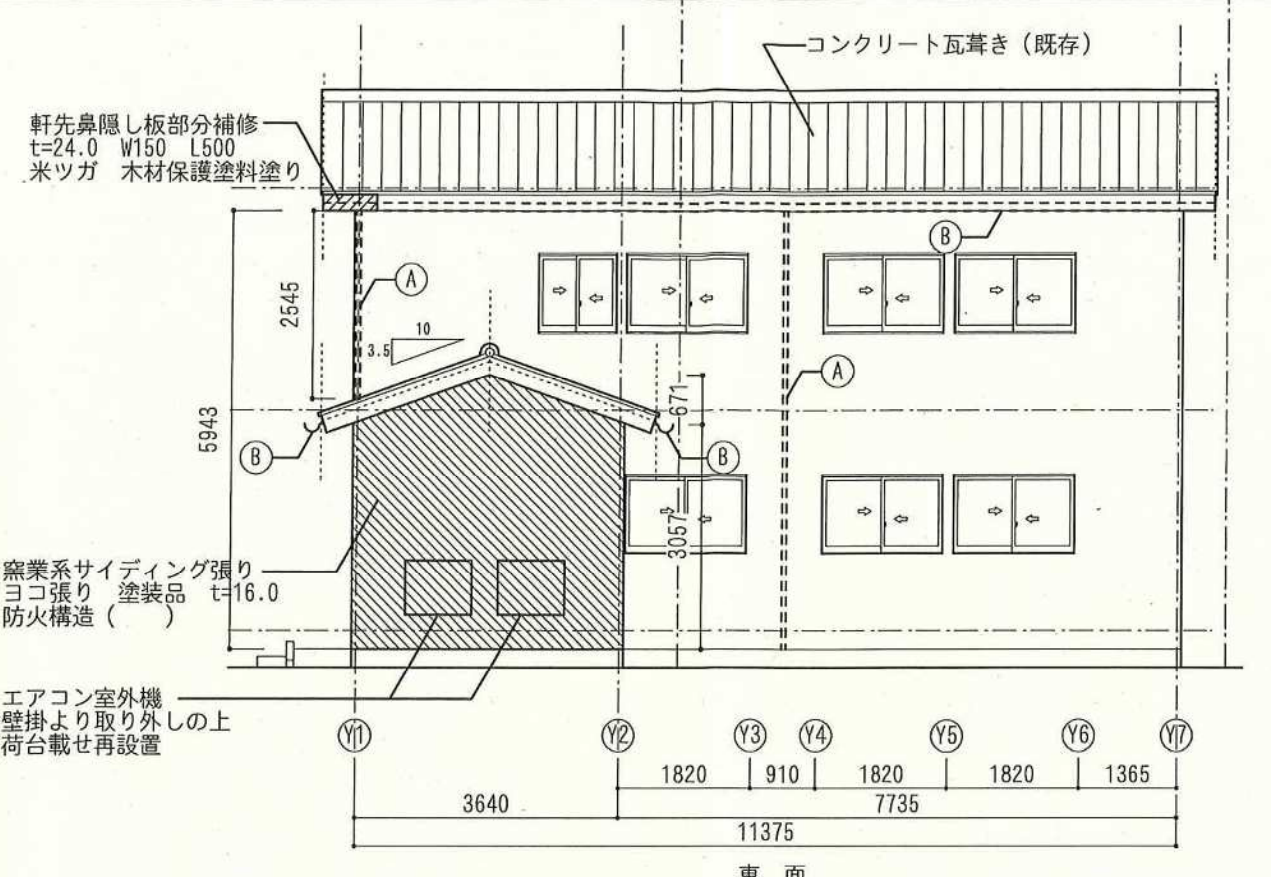 コンクリート瓦葺き（既存）
軒先鼻隠し板部分補修
t=24.0 W150 L500
米ツガ 木材保護塗料塗り
B
A
2545
10
3.5
A
671
5943
B
B
3057
窯業系サイディング張り
ヨコ張り 塗装品 t=16.0
防火構造（ ）
エアコン室外機
壁掛より取り外しの上
荷台載せ再設置
Y1 Y2 Y3 Y4 Y5 Y6 Y7
1820 910 1820 1820 1365
3640 7735
11375